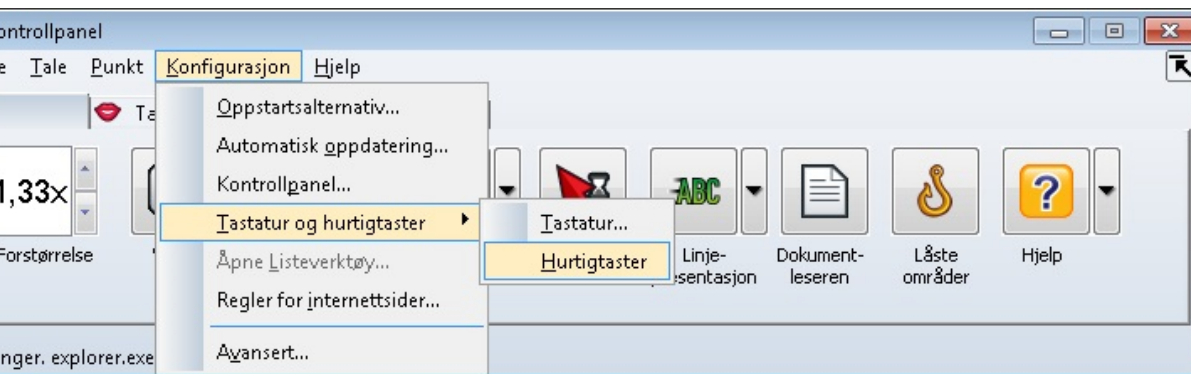 ontrollpanel
e Tale Punkt Konfigurasjon Hjelp
Ta
Oppstartsalternativ...
Automatisk oppdatering...
Kontrollpanel...
Tastatur og hurtigtaster
Åpne Listeverktøy...
Regler for internettsider...
Avansert...
Tastatur...
Hurtigtaster
1,33x
ABC
?
Forstørrelse
Linje-
esentasjon
Dokument-
leseren
Låste
områder
Hjelp
nger. explorer.exe